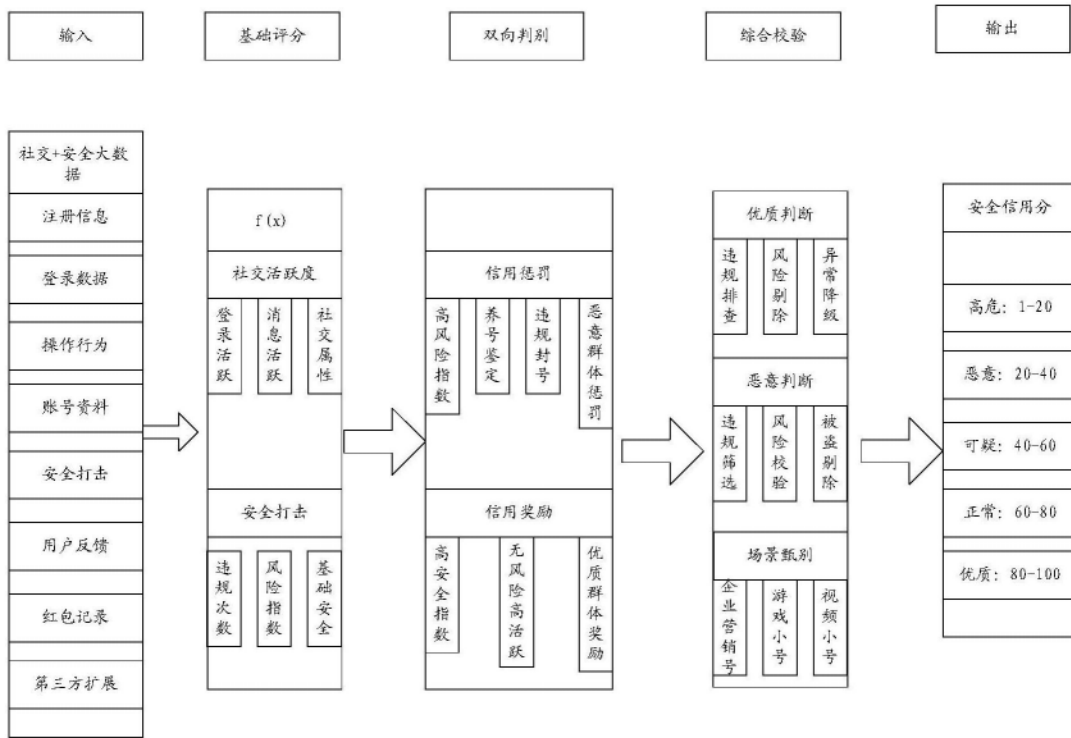 输入
基础评分
双向判别
综合校验
输出
社交+安全大数
据
注册信息
登录数据
操作行为
账号资料
安全打击
用户反馈
红包记录
第三方扩展
f(x)
社交活跃度
登录活跃
消息活跃
社交属性
安全打击
违规次数
风险指数
基础安全
信用惩罚
高风险指数
养号鉴定
违规封号
恶意群体惩罚
信用奖励
高安全指数
无风险高活跃
优质群体奖励
优质判断
违规排查
风险剔除
异常降级
恶意判断
违规筛选
风险校验
被盗剔除
场景甄别
企业营销号
游戏小号
视频小号
安全信用分
高危: 1-20
恶意: 20-40
可疑: 40-60
正常: 60-80
优质: 80-100